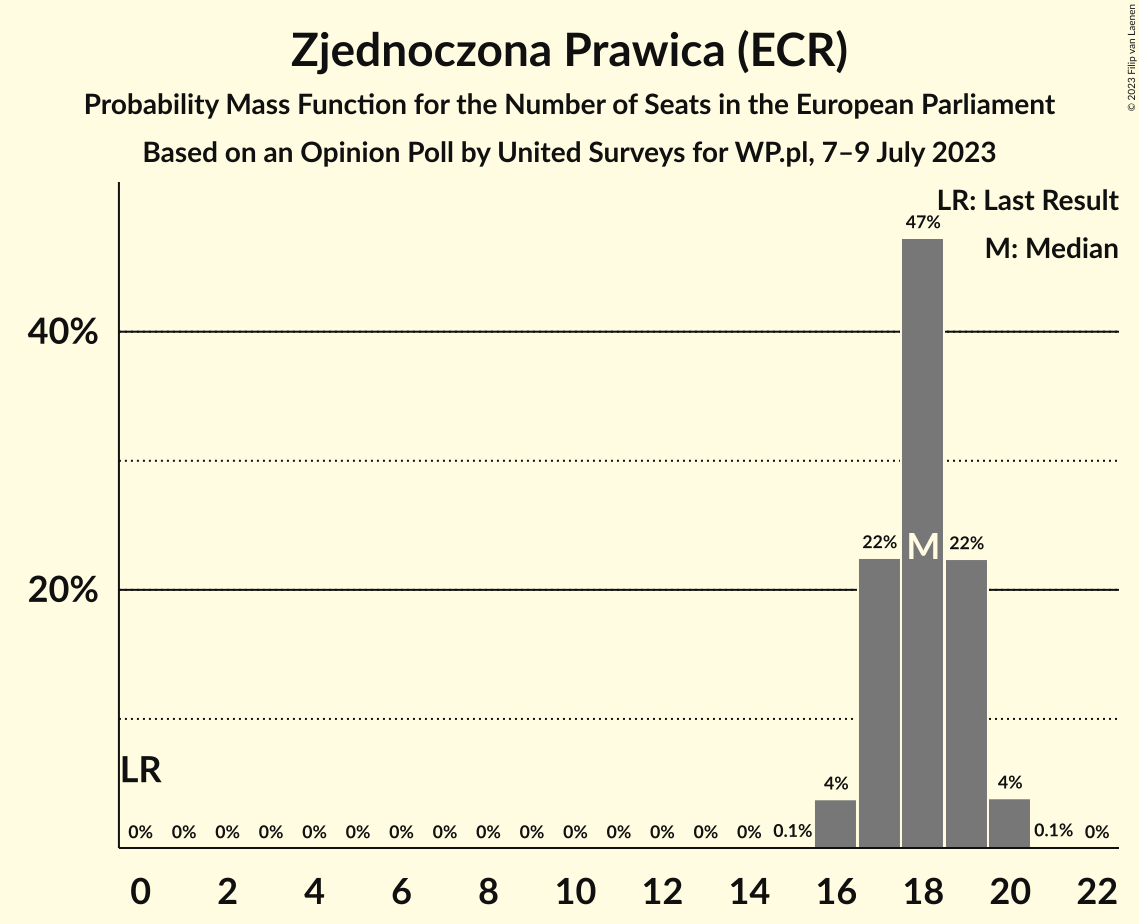 Zjednoczona Prawica (ECR)
Probability Mass Function for the Number of Seats in the European Parliament
Based on an Opinion Poll by United Surveys for WP.pl, 7–9 July 2023
© 2023 Filip van Laenen
LR: Last Result
M: Median
47%
40%
22% M 22%
20%
LR
4% 4%
0% 0% 0% 0% 0% 0% 0% 0% 0% 0% 0% 0% 0% 0% 0% 0.1% 0.1% 0%
0 2 4 6 8 10 12 14 16 18 20 22